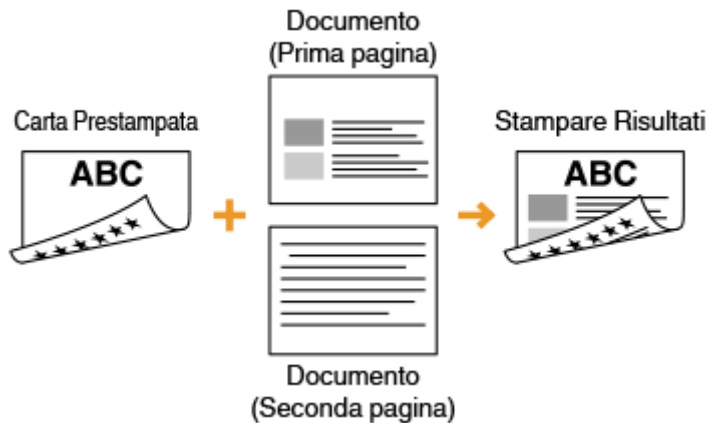 Documento
(Prima pagina)
Carta Prestampata
ABC
Stampare Risultati
ABC
Documento
(Seconda pagina)